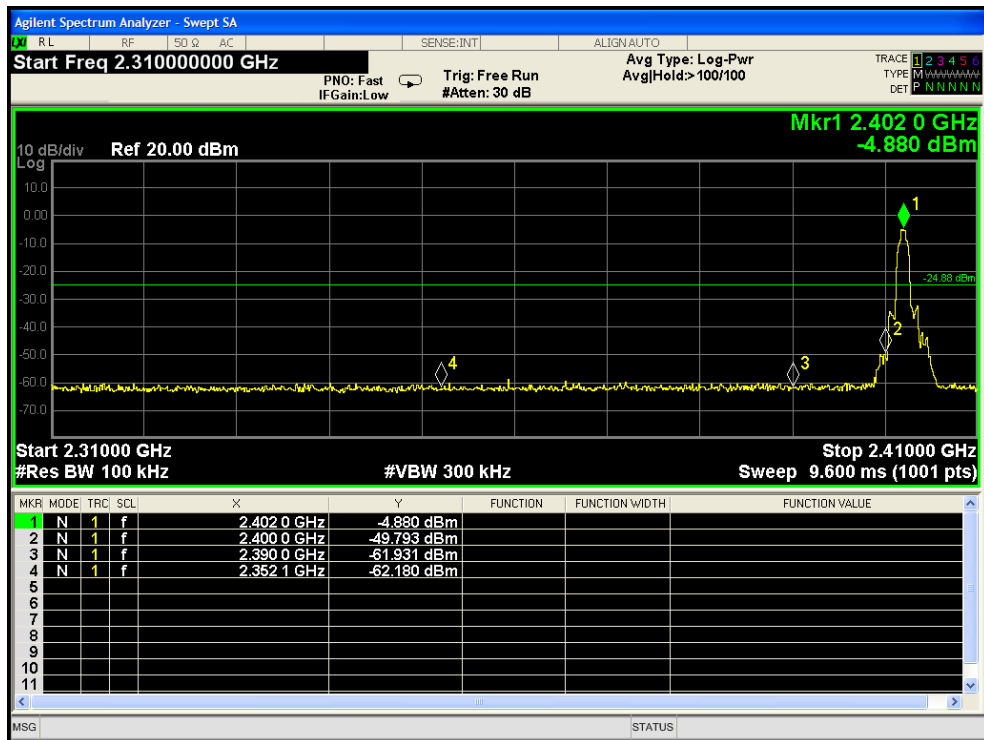 Agilent Spectrum Analyzer - Swept SA
LXI RL RF 50 Ω AC SENSE:INT ALIGNAUTO
Start Freq 2.310000000 GHz
PNO: Fast
IFGain:Low
Trig: Free Run
#Atten: 30 dB
Avg Type: Log-Pwr
Avg|Hold:> 100/100
TRACE 1 2 3 4 5 6
TYPE M WWWWW
DET P N N N N N
Mkr1 2.402 0 GHz
-4.880 dBm
10 dB/div Ref 20.00 dBm
Log
10.0
0.00
-10.0
-20.0
-30.0
-40.0
-50.0
-60.0
-70.0
1
-24.88 dBm
2
3
4
Start 2.31000 GHz Stop 2.41000 GHz
#Res BW 100 kHz #VBW 300 kHz Sweep 9.600 ms (1001 pts)
MKR MODE TRC SCL X Y FUNCTION FUNCTION WIDTH FUNCTION VALUE
1 N 1 f 2.402 0 GHz -4.880 dBm
2 N 1 f 2.400 0 GHz -49.793 dBm
3 N 1 f 2.390 0 GHz -61.931 dBm
4 N 1 f 2.352 1 GHz -62.180 dBm
5
6
7
8
9
10
11
MSG STATUS